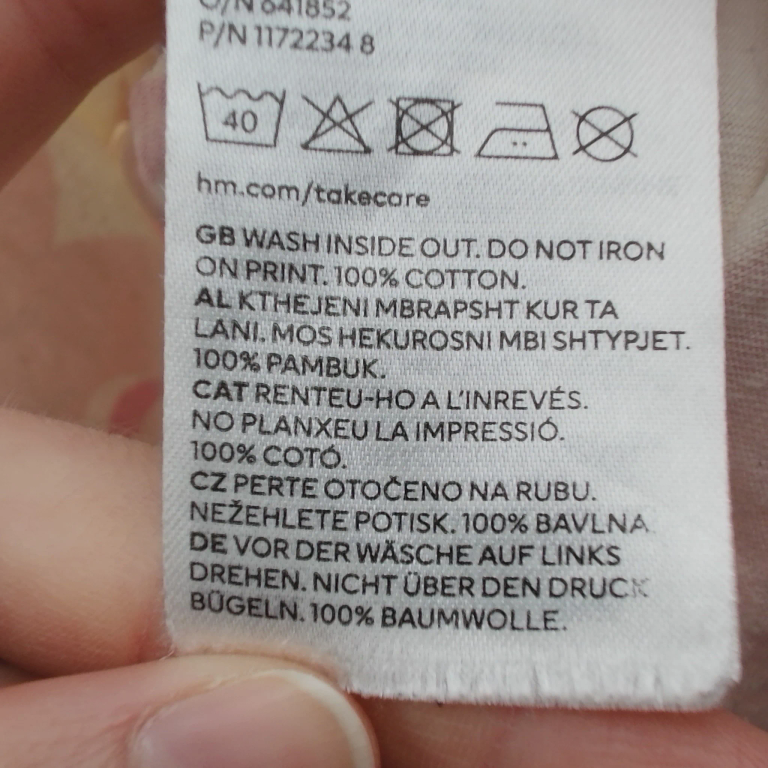 O/N 641852
P/N 1172234 8
40
hm.com/takecare
GB WASH INSIDE OUT. DO NOT IRON
ON PRINT. 100% COTTON.
AL KTHEJENI MBRAPSHT KUR TA
LANI. MOS HEKUROSNI MBI SHTYPJET.
100% PAMBUK.
CAT RENTEU-HO A L'INREVÉS.
NO PLANXEU LA IMPRESSIÓ.
100% COTÓ.
CZ PERTE OTOČENO NA RUBU.
NEŽEHLETE POTISK. 100% BAVLNA
DE VOR DER WÄSCHE AUF LINKS
DREHEN. NICHT ÜBER DEN DRUCK
BÜGELN. 100% BAUMWOLLE.